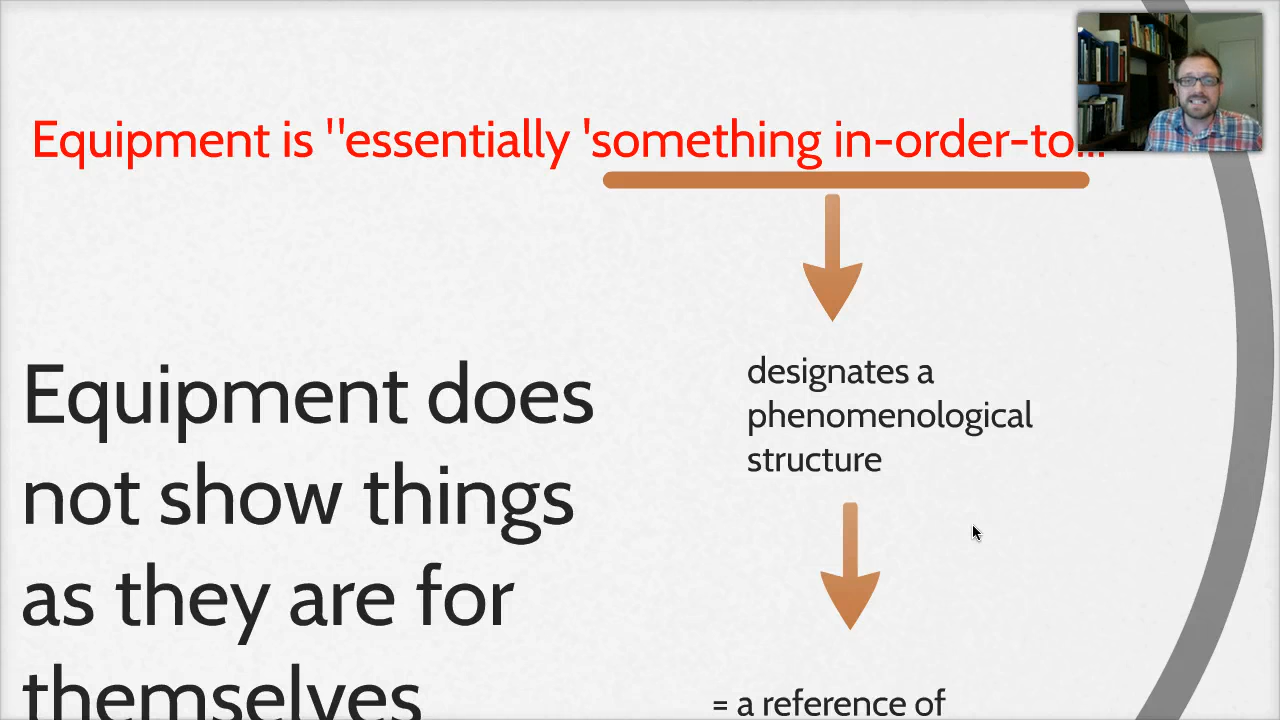 Equipment is "essentially 'something in-order-to...
Equipment does
not show things
as they are for
themselves
designates a
phenomenological
structure
= a reference of